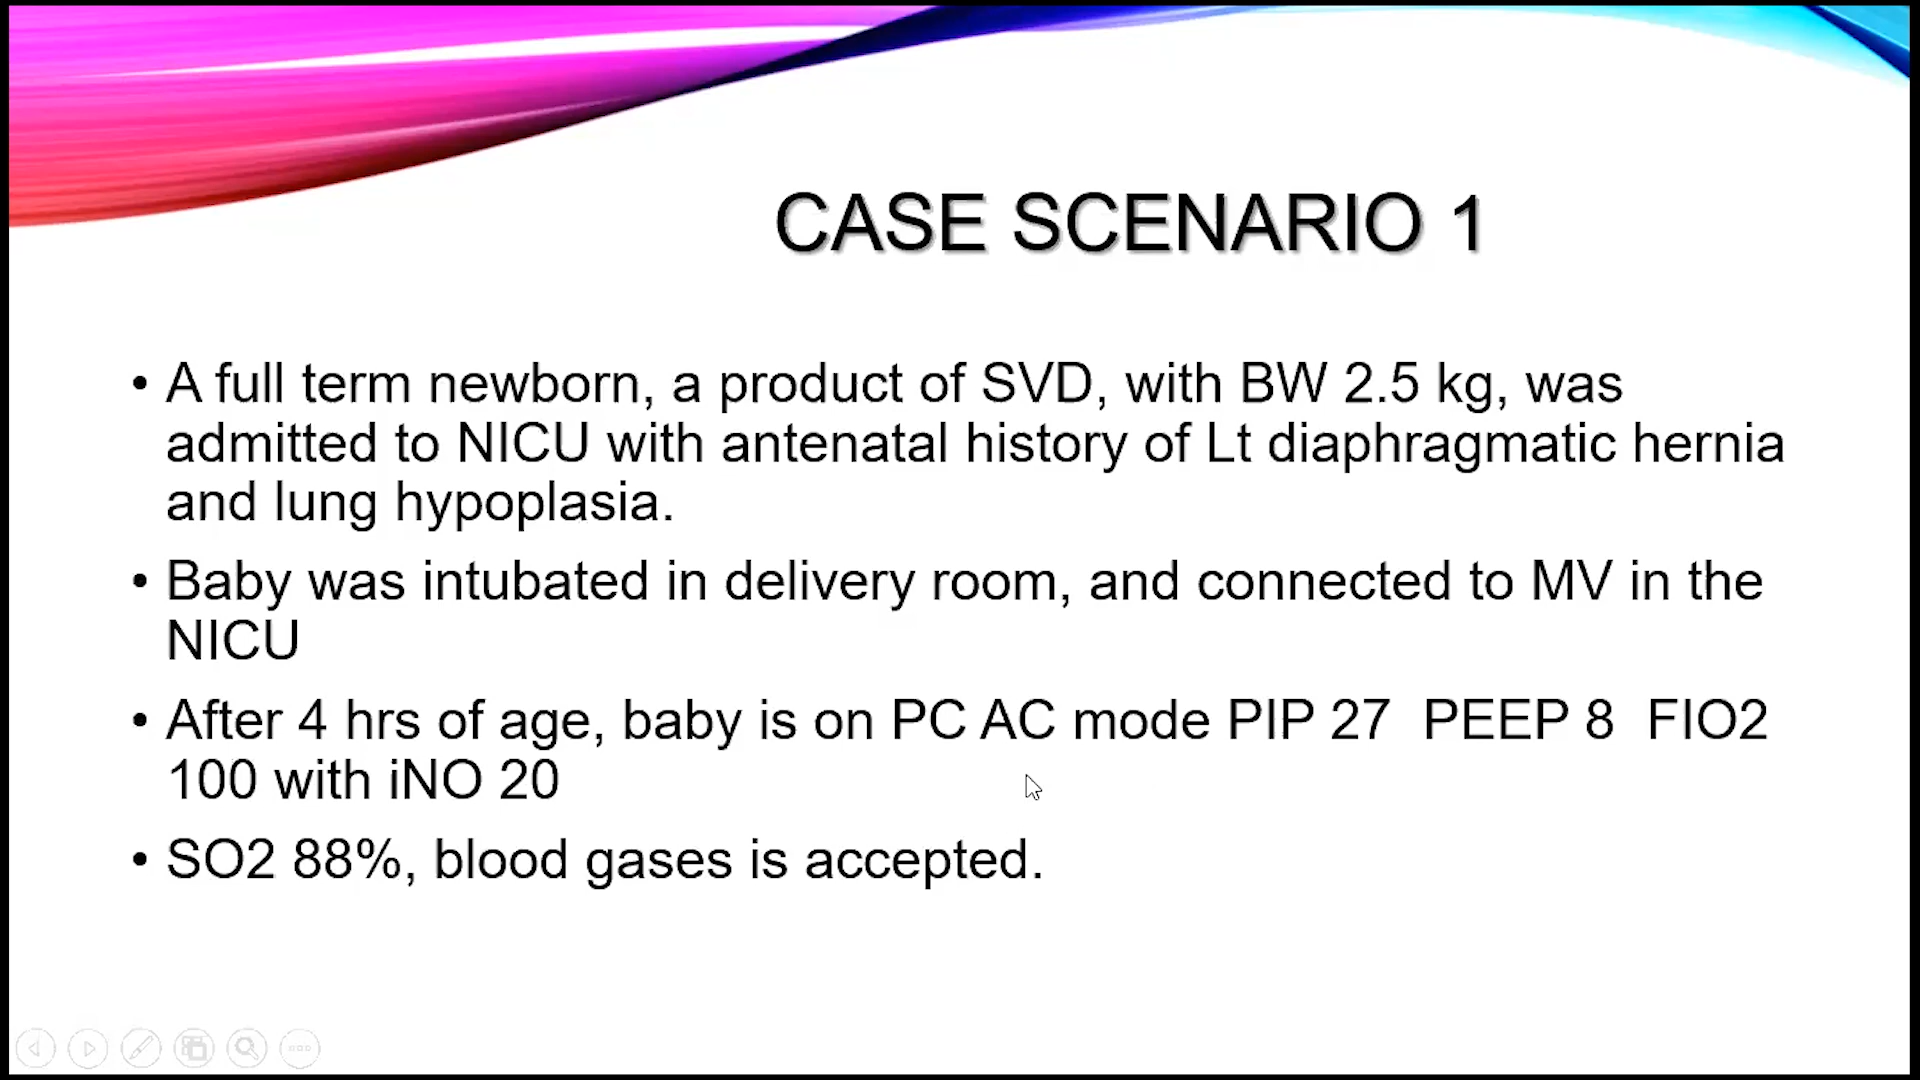 CASE SCENARIO 1
• A full term newborn, a product of SVD, with BW 2.5 kg, was
admitted to NICU with antenatal history of Lt diaphragmatic hernia
and lung hypoplasia.
• Baby was intubated in delivery room, and connected to MV in the
NICU
• After 4 hrs of age, baby is on PC AC mode PIP 27  PEEP 8  FIO2
100 with iNO 20
• SO2 88%, blood gases is accepted.